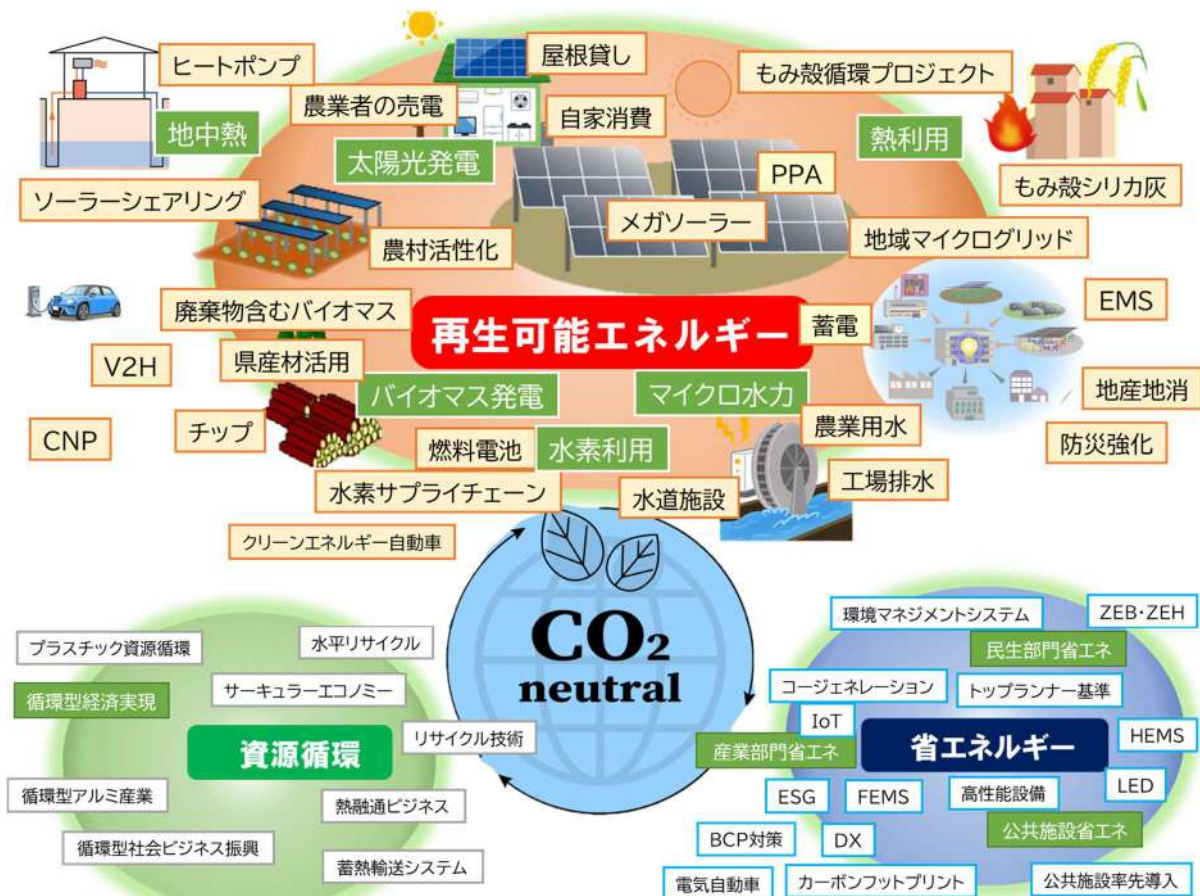 ヒートポンプ
地中熱
農業者の売電
屋根貸し
自家消費
太陽光発電
もみ殻循環プロジェクト
熱利用
もみ殻シリカ灰
ソーラーシェアリング
農村活性化
PPA
メガソーラー
地域マイクログリッド
廃棄物含むバイオマス
再生可能エネルギー
蓄電
EMS
V2H
県産材活用
バイオマス発電
マイクロ水力
地産地消
CNP
チップ
燃料電池
水素利用
農業用水
防災強化
水素サプライチェーン
水道施設
工場排水
クリーンエネルギー自動車
CO2
neutral
プラスチック資源循環
水平リサイクル
循環型経済実現
サーキュラーエコノミー
資源循環
リサイクル技術
循環型アルミ産業
熱融通ビジネス
循環型社会ビジネス振興
蓄熱輸送システム
環境マネジメントシステム
ZEB・ZEH
民生部門省エネ
コージェネレーション
トップランナー基準
IoT
産業部門省エネ
省エネルギー
HEMS
ESG
FEMS
高性能設備
LED
BCP対策
DX
公共施設省エネ
電気自動車
カーボンフットプリント
公共施設率先導入